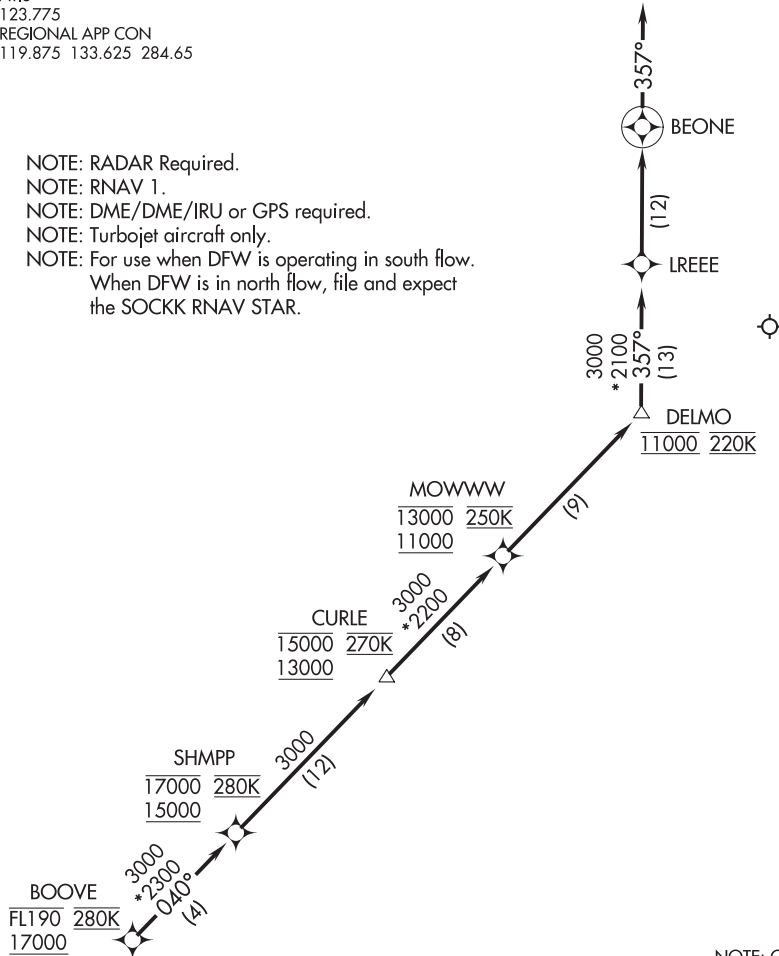 123.775
REGIONAL APP CON
119.875 133.625 284.65
357°
BEONE
NOTE: RADAR Required.
NOTE: RNAV 1.
NOTE: DME/DME/IRU or GPS required.
NOTE: Turbojet aircraft only.
NOTE: For use when DFW is operating in south flow.
When DFW is in north flow, file and expect
the SOCKK RNAV STAR.
(12)
LREEE
3000
*2100
357°
(13)
DELMO
11000 220K
(9)
MOWWW
13000 250K
11000
3000
*2200
(8)
CURLE
15000 270K
13000
3000
(12)
SHMPP
17000 280K
15000
3000
*2300
040°
(4)
BOOVE
FL190 280K
17000